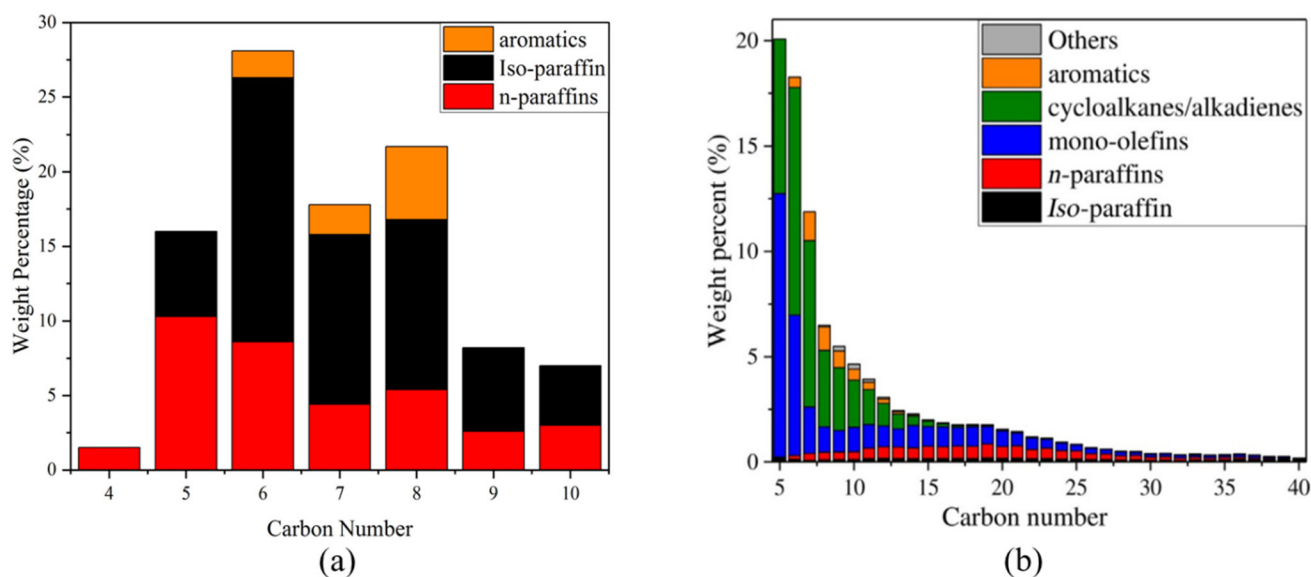 30
25
20
15
10
5
0
Weight Percentage (%)
aromatics
Iso-paraffin
n-paraffins
4 5 6 7 8 9 10
Carbon Number
(a)
20
15
10
5
0
Weight percent (%)
Others
aromatics
cycloalkanes/alkadienes
mono-olefins
n-paraffins
Iso-paraffin
5 10 15 20 25 30 35 40
Carbon number
(b)